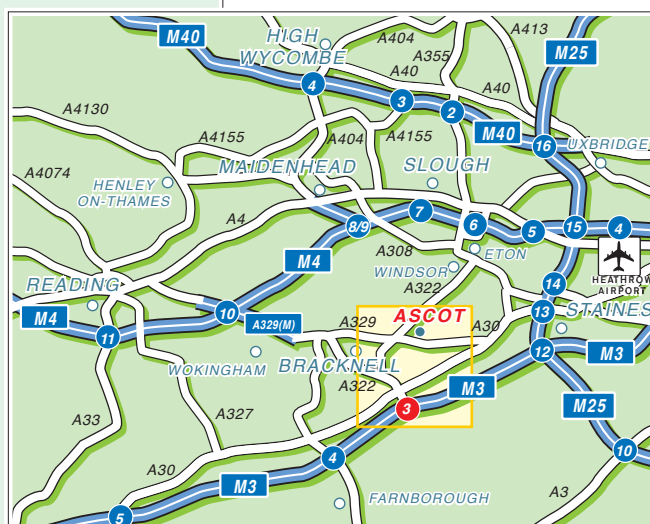 M40
HIGH
WYCOMBE
A404
A413
A355
M25
A40
A40
4
3
2
A4130
A4155
A404
A4155
M40
16
UXBRIDGE
A4074
MAIDENHEAD
SLOUGH
HENLEY
ON-THAMES
A4
7
8/9
6
5
15
4
A308
ETON
M4
WINDSOR
HEATHROW
AIRPORT
READING
A322
14
M4
10
A329(M)
A329
ASCOT
A30
13
STAINES
11
WOKINGHAM
BRACKNELL
12
M3
A322
M3
A33
A327
3
M25
A30
4
10
M3
A3
5
FARNBOROUGH